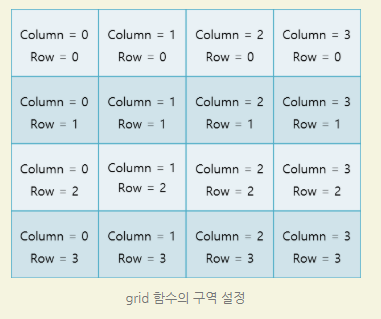 Column = 0 Column = 1 Column = 2 Column = 3
Row = 0 Row = 0 Row = 0 Row = 0
Column = 0 Column = 1 Column = 2 Column = 3
Row = 1 Row = 1 Row = 1 Row = 1
Column = 0 Column = 1 Column = 2 Column = 3
Row = 2 Row = 2 Row = 2 Row = 2
Column = 0 Column = 1 Column = 2 Column = 3
Row = 3 Row = 3 Row = 3 Row = 3
grid 함수의 구역 설정